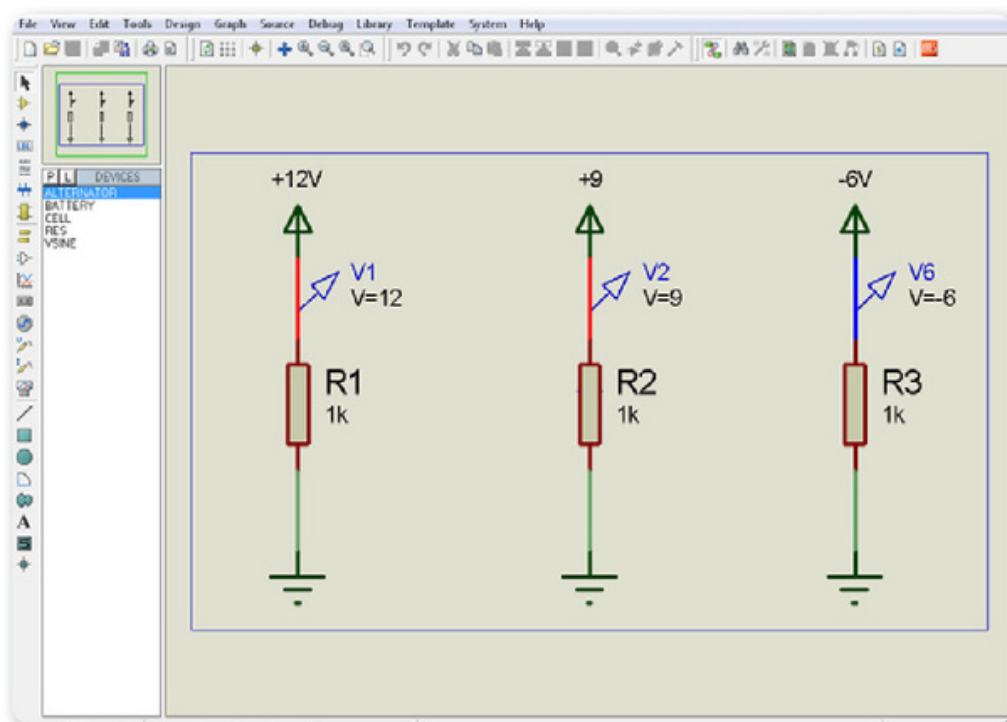 File View Edit Tools Design Graph Source Debug Library Template System Help
P L DEVICES
ALTERNATOR
BATTERY
CELL
RES
VSINE
+12V +9 -6V
V1 V2 V6
V=12 V=9 V=-6
R1 R2 R3
1k 1k 1k
LBL
A
S